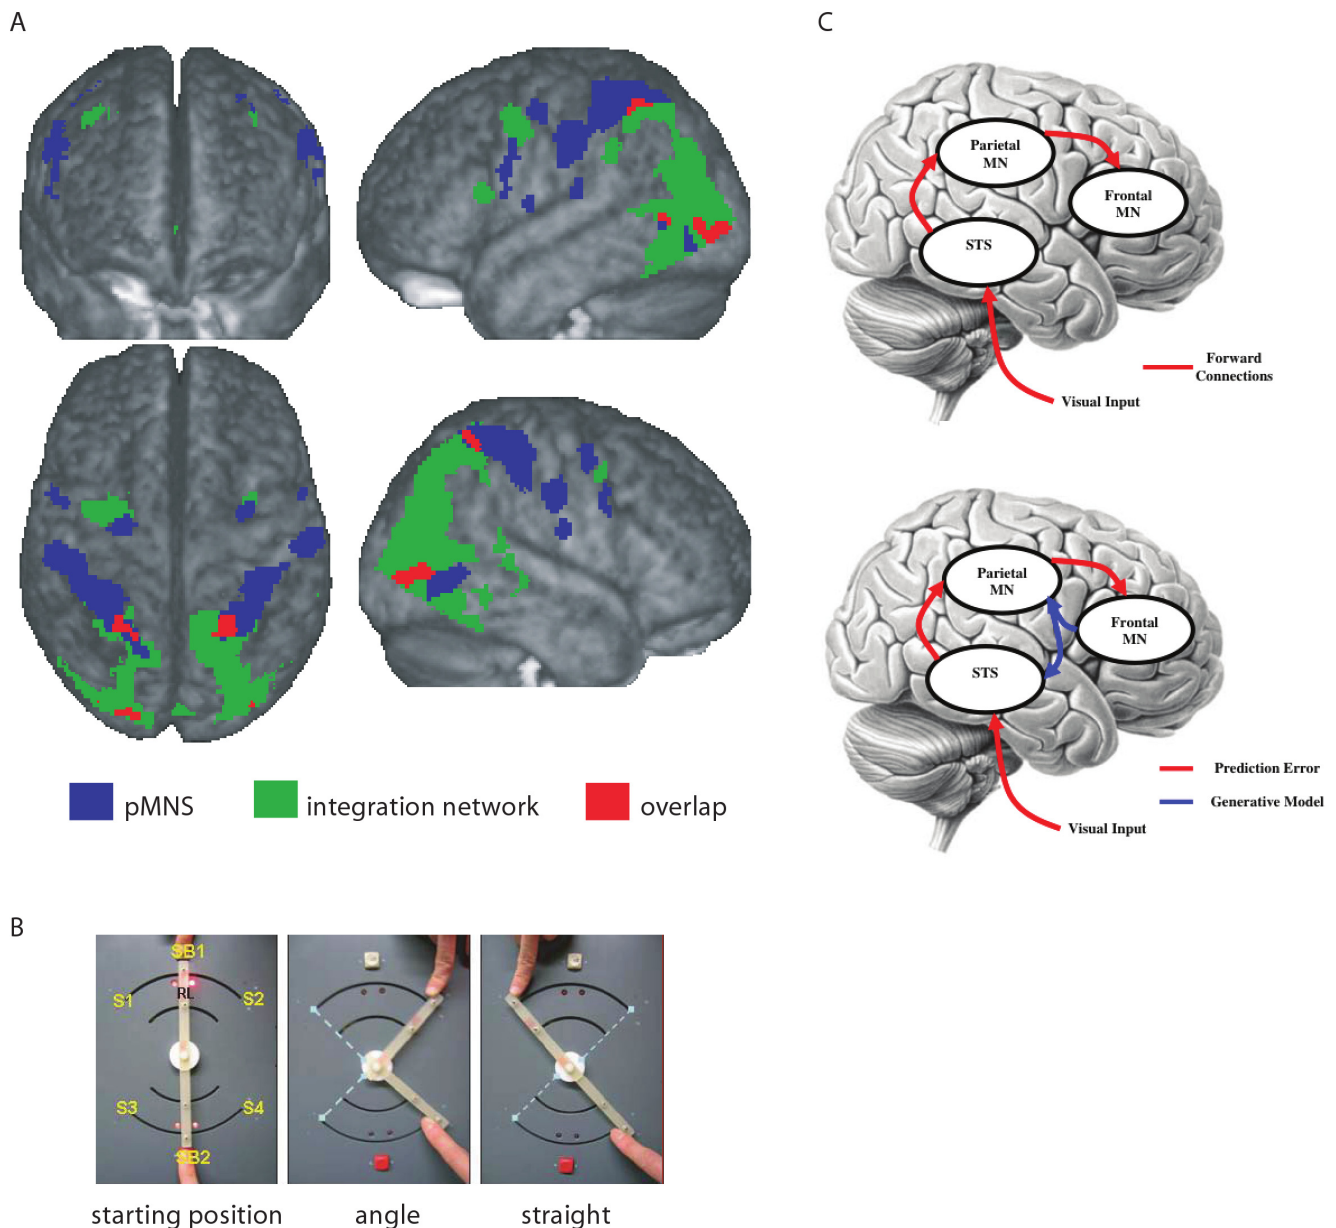 A
pMNS
integration network
overlap
B
SB1
S1
RL
S2
S3
S4
SB2
starting position
angle
straight
C
Parietal
MN
Frontal
MN
STS
Forward
Connections
Visual Input
Parietal
MN
Frontal
MN
STS
Prediction Error
Generative Model
Visual Input